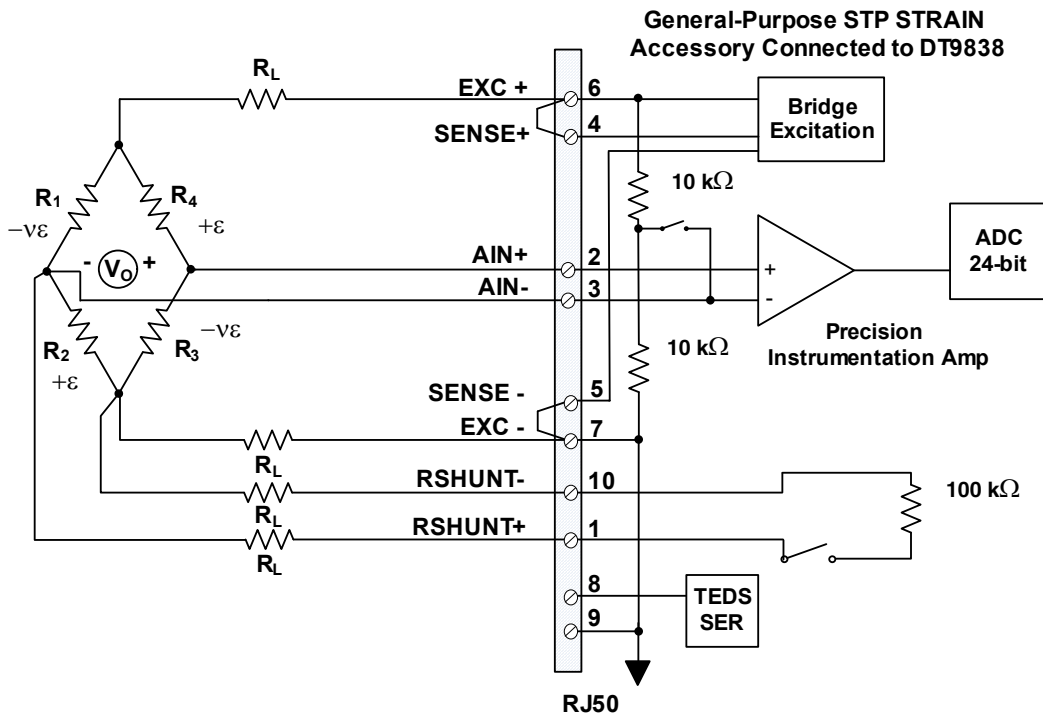 General-Purpose STP STRAIN
Accessory Connected to DT9838
RL
EXC +
6
Bridge
Excitation
SENSE+
4
R1
R4
10 kΩ
−νε
+ε
- VO +
AIN+
2
ADC
24-bit
AIN-
3
+
-
R2
R3
−νε
+ε
10 kΩ
Precision
Instrumentation Amp
SENSE -
5
EXC -
7
RL
RSHUNT-
10
100 kΩ
RL
RSHUNT+
1
RL
8
TEDS
SER
9
RJ50